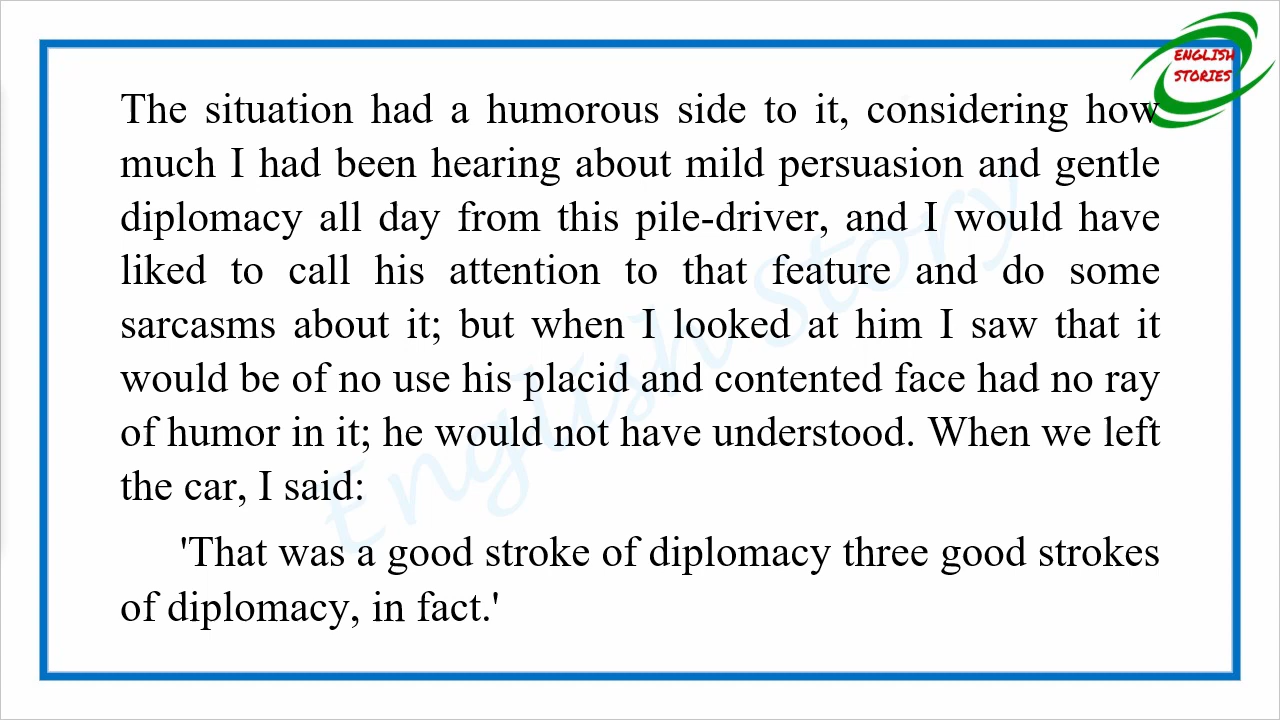 ENGLISH
STORIES
The situation had a humorous side to it, considering how
much I had been hearing about mild persuasion and gentle
diplomacy all day from this pile-driver, and I would have
liked to call his attention to that feature and do some
sarcasms about it; but when I looked at him I saw that it
would be of no use his placid and contented face had no ray
of humor in it; he would not have understood. When we left
the car, I said:
'That was a good stroke of diplomacy three good strokes
of diplomacy, in fact.'
English Story